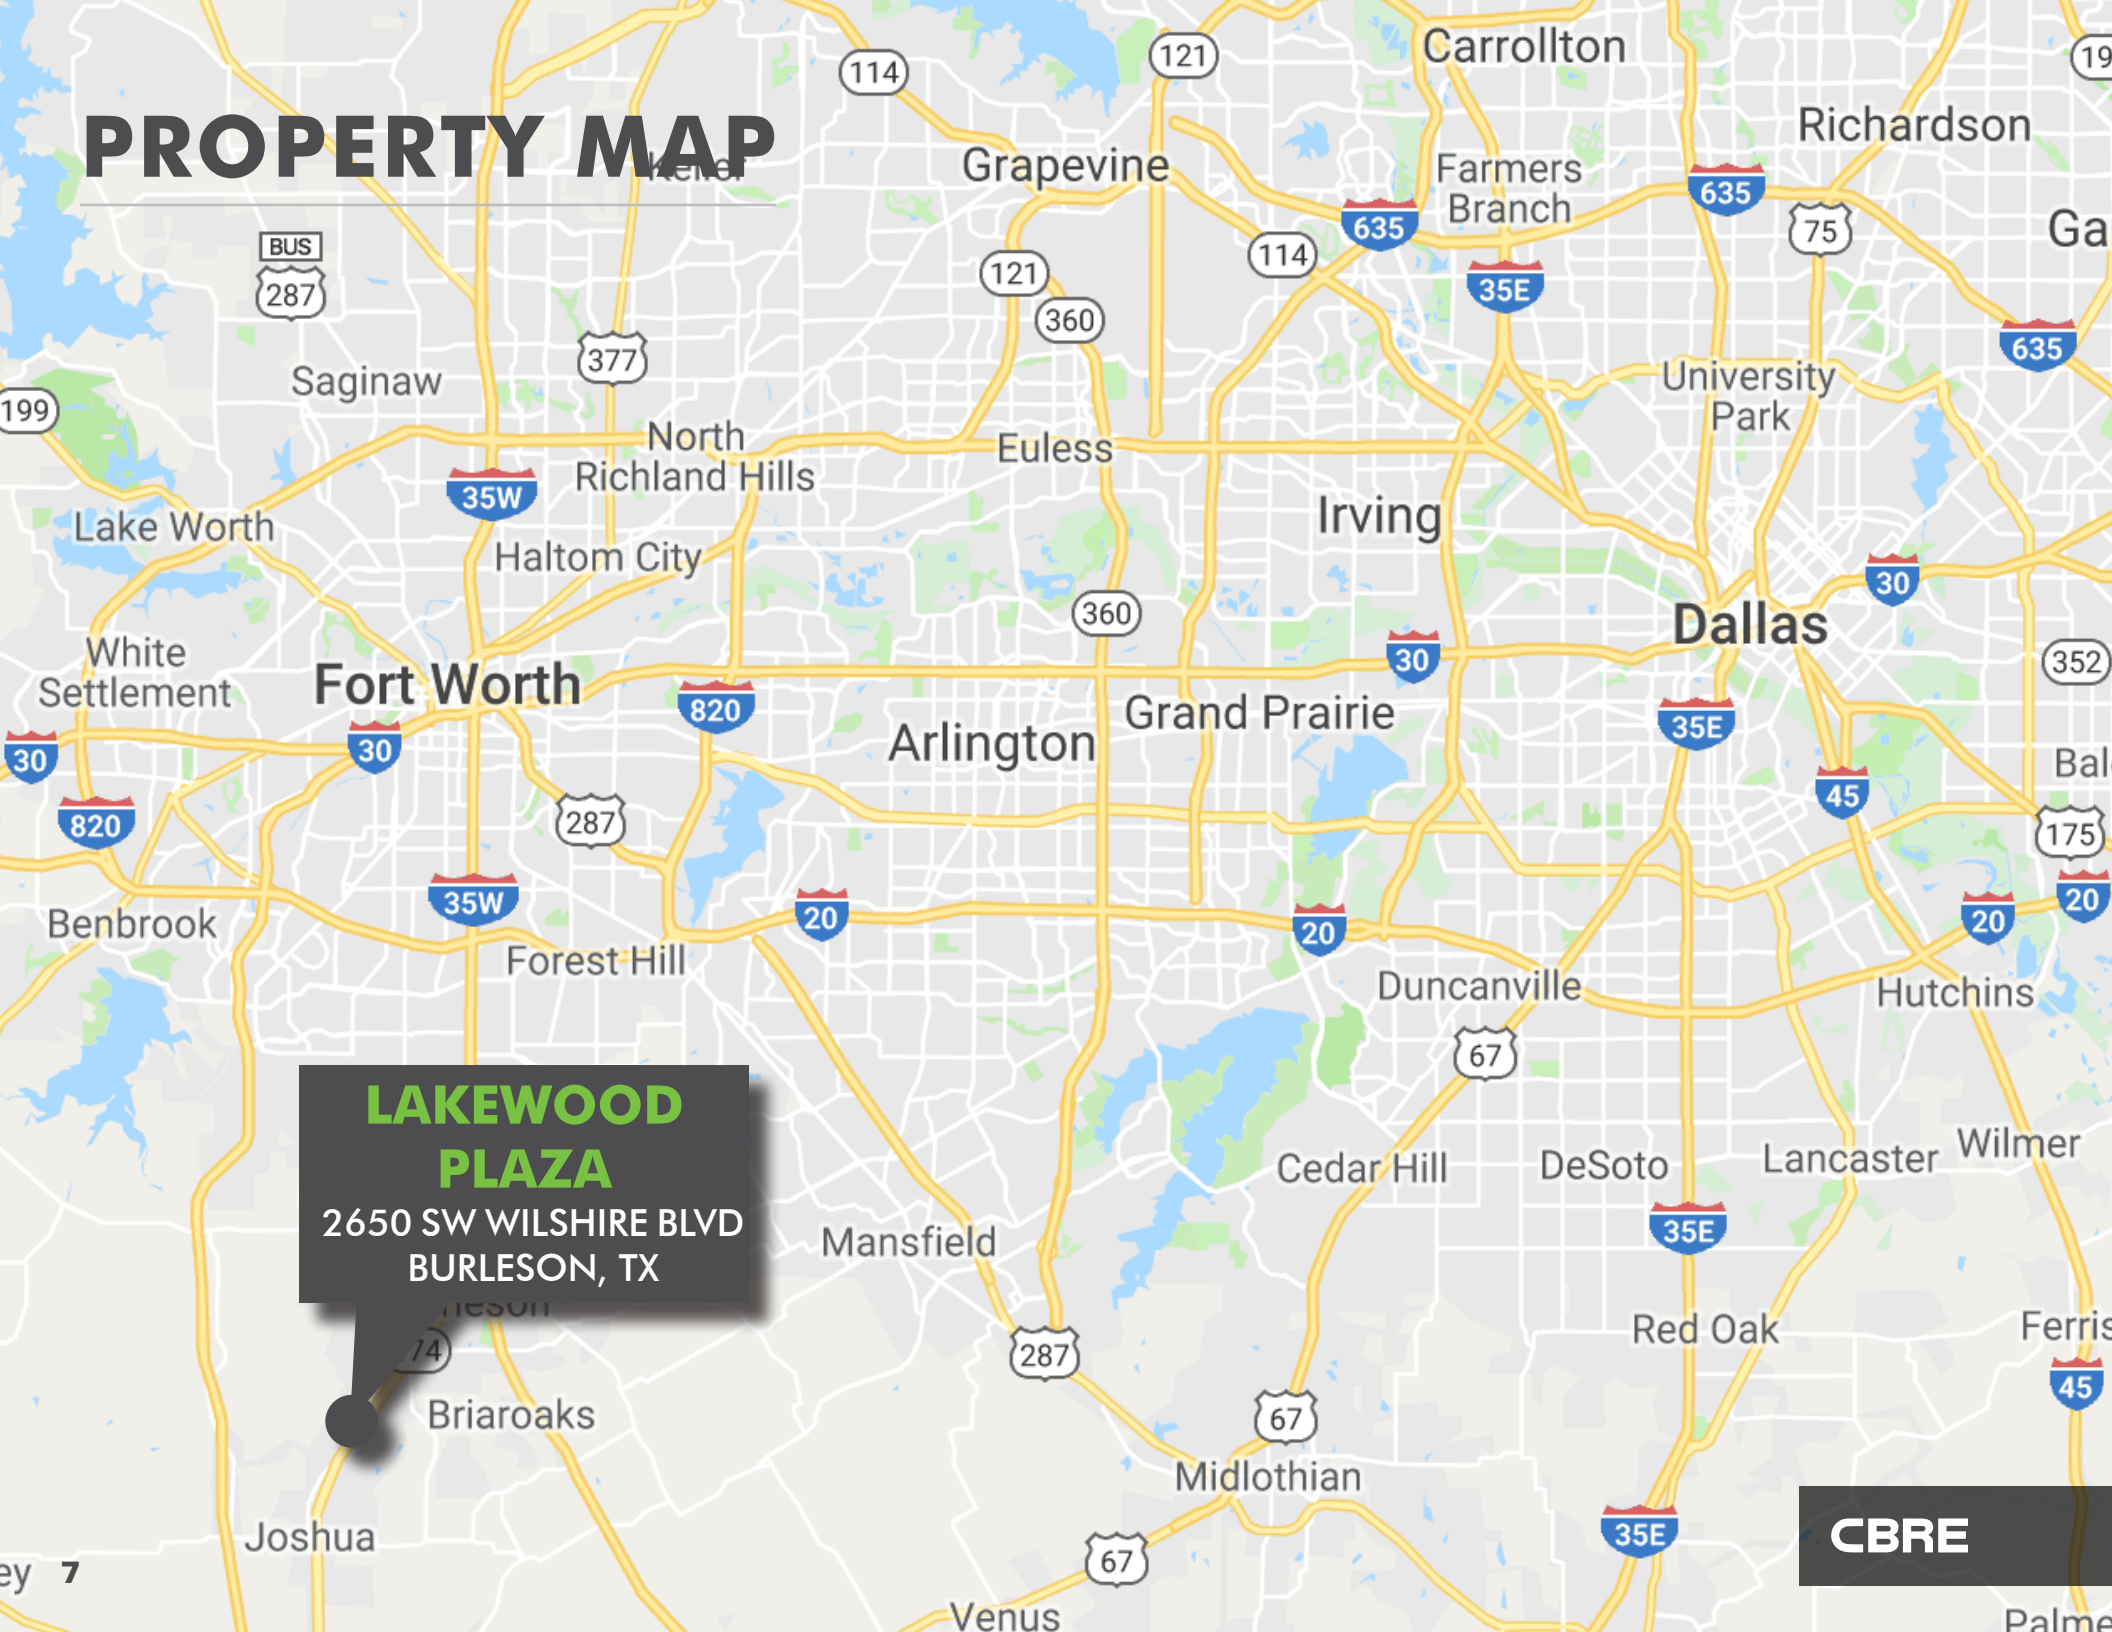 PROPERTY MAP
Keller
114
121
Carrollton
19
Richardson
Grapevine
Farmers
Branch
635
635
75
Ga
BUS
287
121
114
35E
360
377
635
Saginaw
University
Park
199
North
Richland Hills
Euless
35W
Irving
Lake Worth
Haltom City
30
360
Dallas
White
Settlement
Fort Worth
30
352
820
Grand Prairie
35E
Arlington
30
30
Bal
45
820
287
175
35W
20
20
20
20
Benbrook
Forest Hill
Duncanville
Hutchins
67
LAKEWOOD
PLAZA
2650 SW WILSHIRE BLVD
BURLESON, TX
Cedar Hill
DeSoto
Lancaster
Wilmer
35E
Mansfield
rleson
74
287
Red Oak
Ferris
45
Briaroaks
67
Midlothian
Joshua
35E
CBRE
67
ey
7
Venus
Palme